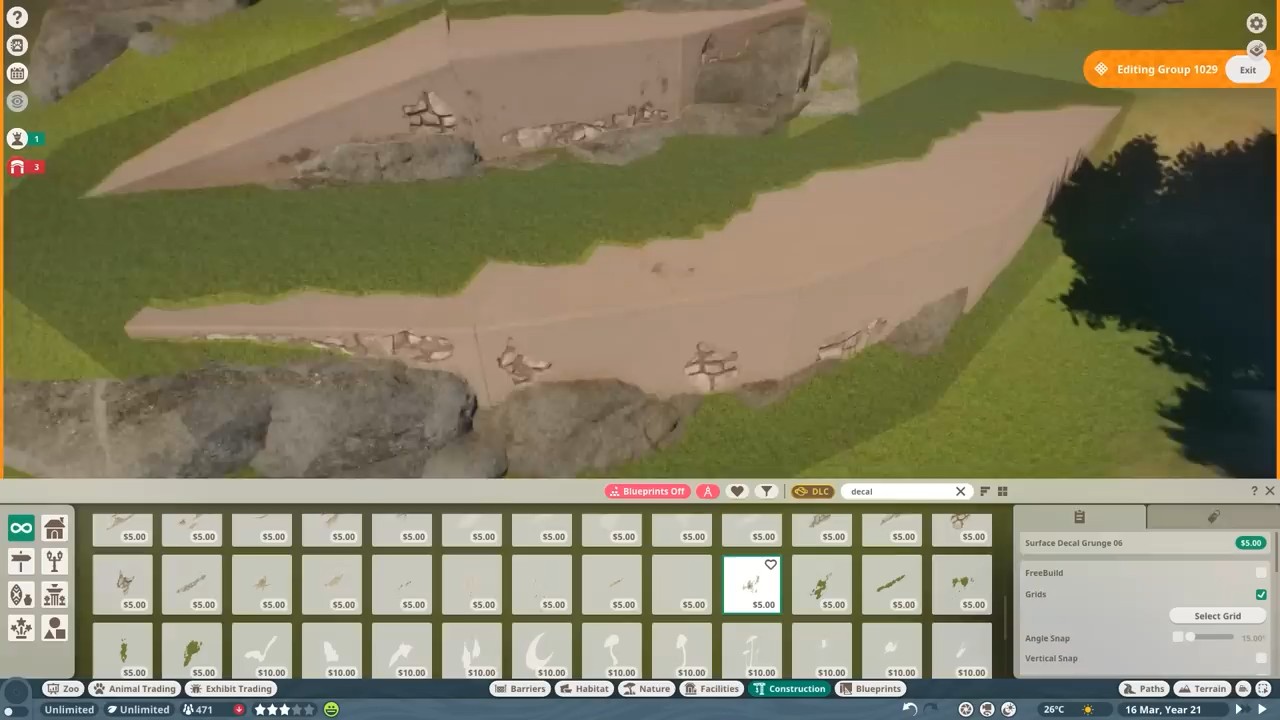 ?
Editing Group 1029
Exit
1
3
Blueprints Off
DLC
decal
?
$5.00 $5.00 $5.00 $5.00 $5.00 $5.00 $5.00 $5.00 $5.00 $5.00 $5.00 $5.00 $5.00
Surface Decal Grunge 06
$5.00
FreeBuild
$5.00 $5.00 $5.00 $5.00 $5.00 $5.00 $5.00 $5.00 $5.00 $5.00 $5.00 $5.00 $5.00
Grids
Select Grid
Angle Snap
15.00°
Vertical Snap
$5.00 $5.00 $10.00 $10.00 $10.00 $10.00 $10.00 $10.00 $10.00 $10.00 $10.00 $10.00 $10.00
Zoo
Animal Trading
Exhibit Trading
Barriers
Habitat
Nature
Facilities
Construction
Blueprints
Paths
Terrain
Unlimited
Unlimited
471
26°C
16 Mar, Year 21